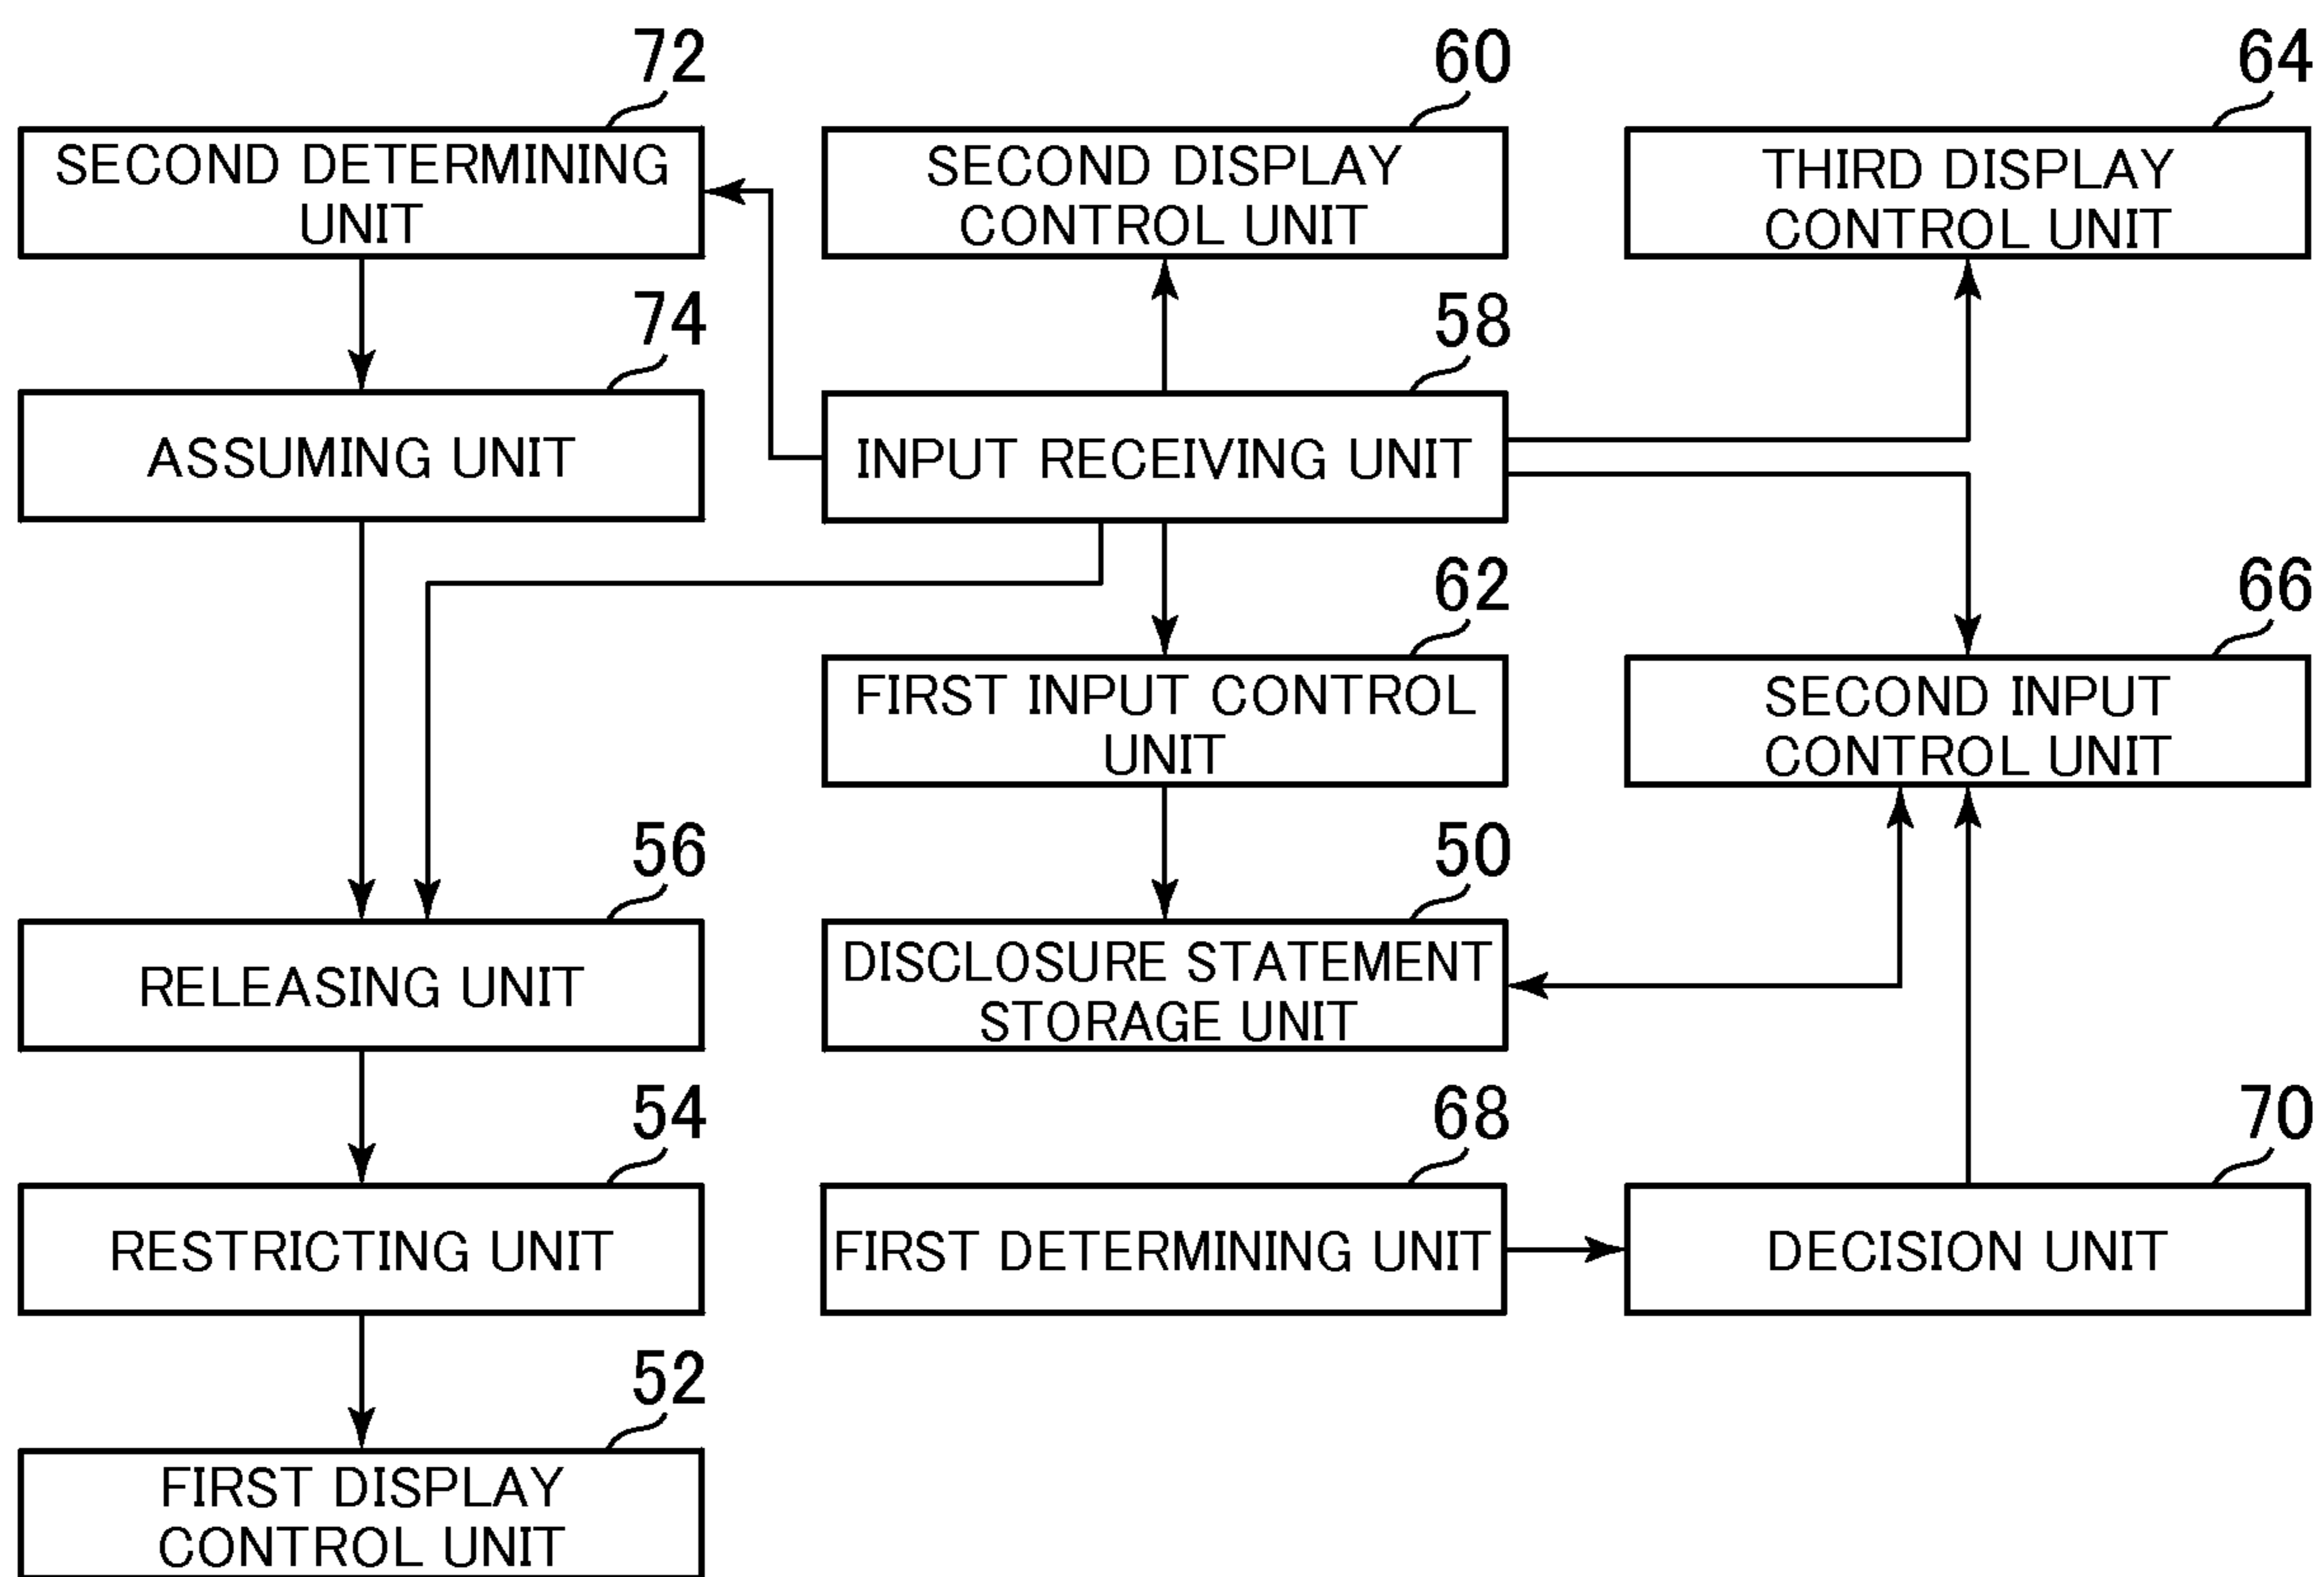 72
60
64
SECOND DETERMINING
UNIT
SECOND DISPLAY
CONTROL UNIT
THIRD DISPLAY
CONTROL UNIT
74
58
ASSUMING UNIT
INPUT RECEIVING UNIT
62
66
FIRST INPUT CONTROL
UNIT
SECOND INPUT
CONTROL UNIT
56
50
RELEASING UNIT
DISCLOSURE STATEMENT
STORAGE UNIT
54
68
70
RESTRICTING UNIT
FIRST DETERMINING UNIT
DECISION UNIT
52
FIRST DISPLAY
CONTROL UNIT